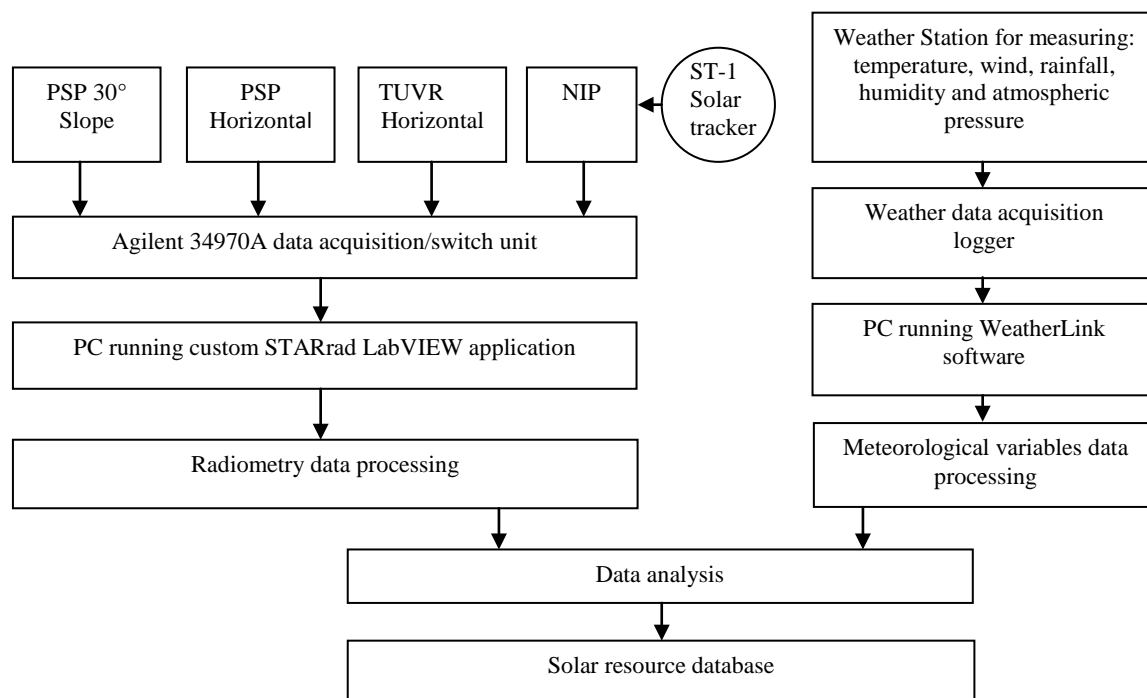 PSP 30°
Slope
PSP
Horizontal
TUVR
Horizontal
NIP
ST-1
Solar
tracker
Weather Station for measuring:
temperature, wind, rainfall,
humidity and atmospheric
pressure
Agilent 34970A data acquisition/switch unit
Weather data acquisition
logger
PC running custom STARrad LabVIEW application
PC running WeatherLink
software
Radiometry data processing
Meteorological variables data
processing
Data analysis
Solar resource database